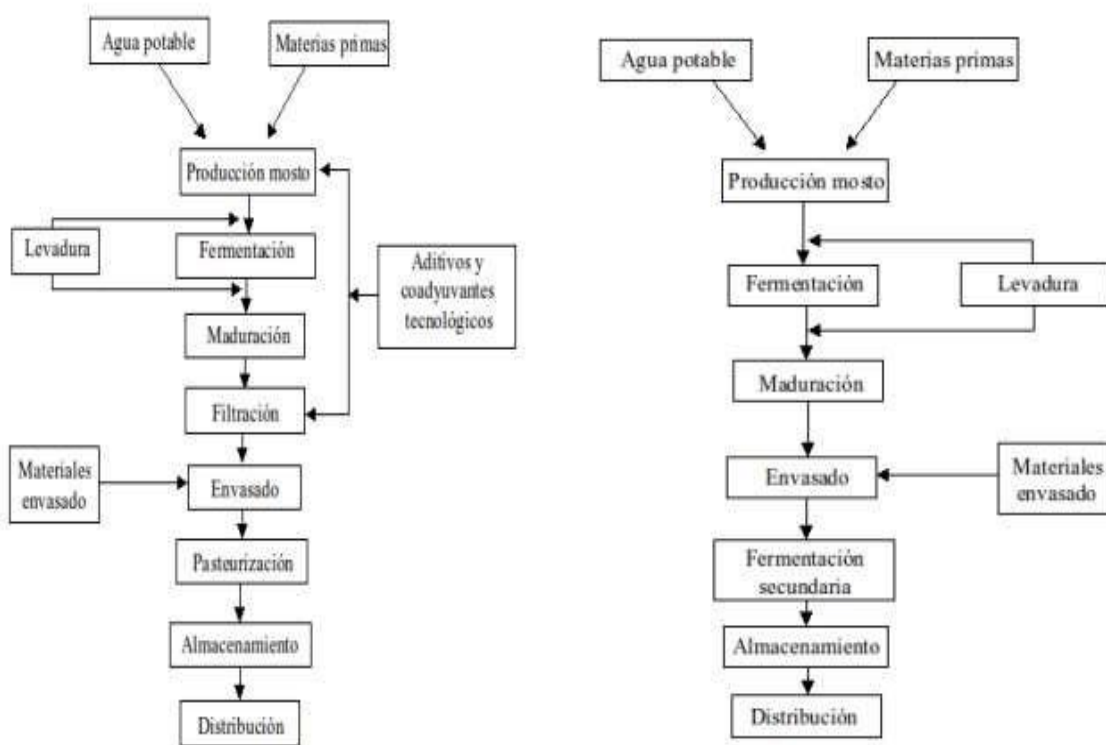 Agua potable
Materias primas
Producción mosto
Levadura
Fermentación
Aditivos y
coadyuvantes
tecnológicos
Maduración
Filtración
Materiales
envasado
Envasado
Pasteurización
Almacenamiento
Distribución
Agua potable
Materias primas
Producción mosto
Fermentación
Levadura
Maduración
Envasado
Materiales
envasado
Fermentación
secundaria
Almacenamiento
Distribución